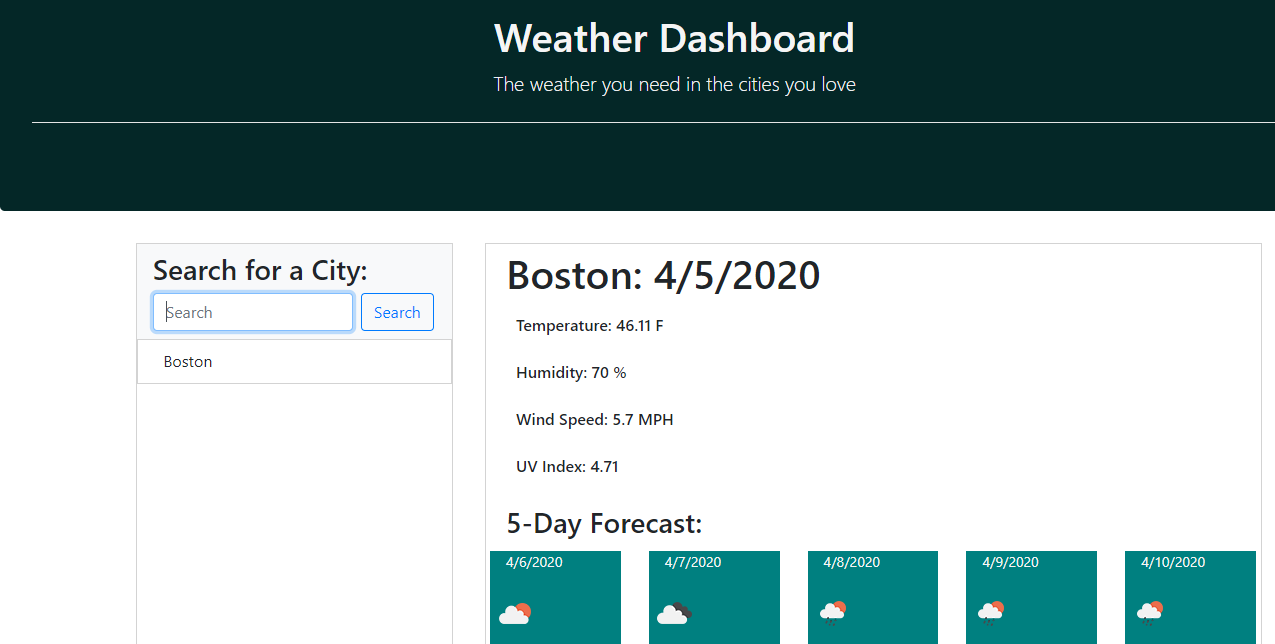 Weather Dashboard
The weather you need in the cities you love
Search for a City:
Search
Search
Boston
Boston: 4/5/2020
Temperature: 46.11 F
Humidity: 70 %
Wind Speed: 5.7 MPH
UV Index: 4.71
5-Day Forecast:
4/6/2020
4/7/2020
4/8/2020
4/9/2020
4/10/2020